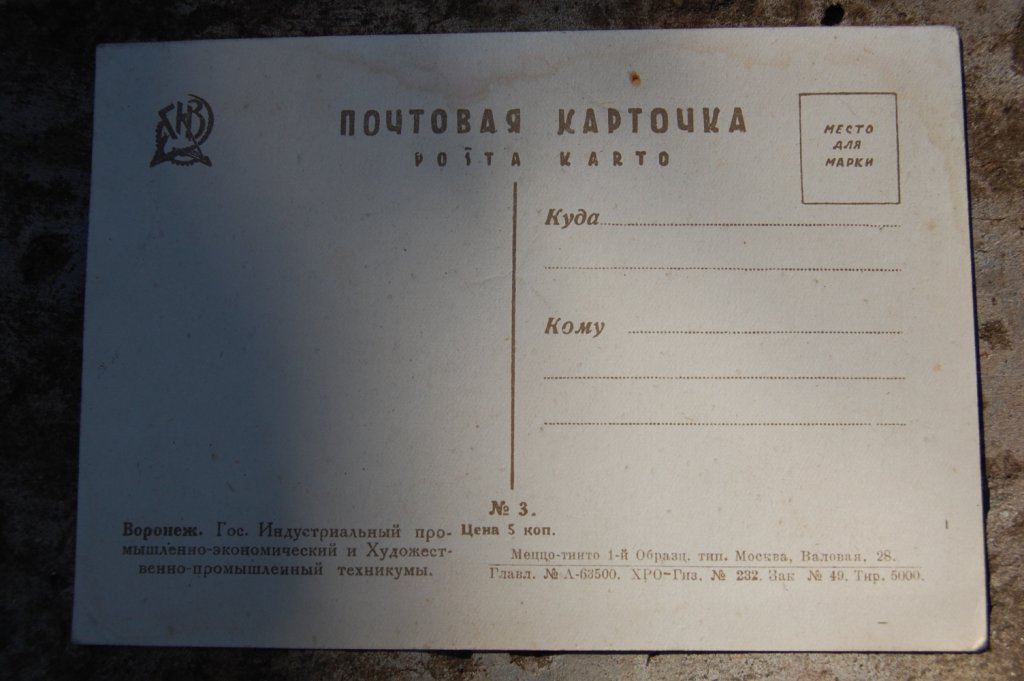 ГИЗ
ПОЧТОВАЯ КАРТОЧКА
POŜTA KARTO
МЕСТО
ДЛЯ
МАРКИ
Куда
Кому
№ 3.
Цена 5 коп.
Воронеж. Гос. Индустриальный про-
мышленно-экономический и Художест-
венно-промышленный техникумы.
Меццо-тинто 1-й Образц. тип. Москва, Валовая, 28.
Главл. № А-63500. ХРО-Гиз. № 232. Зак № 49. Тир. 5000.